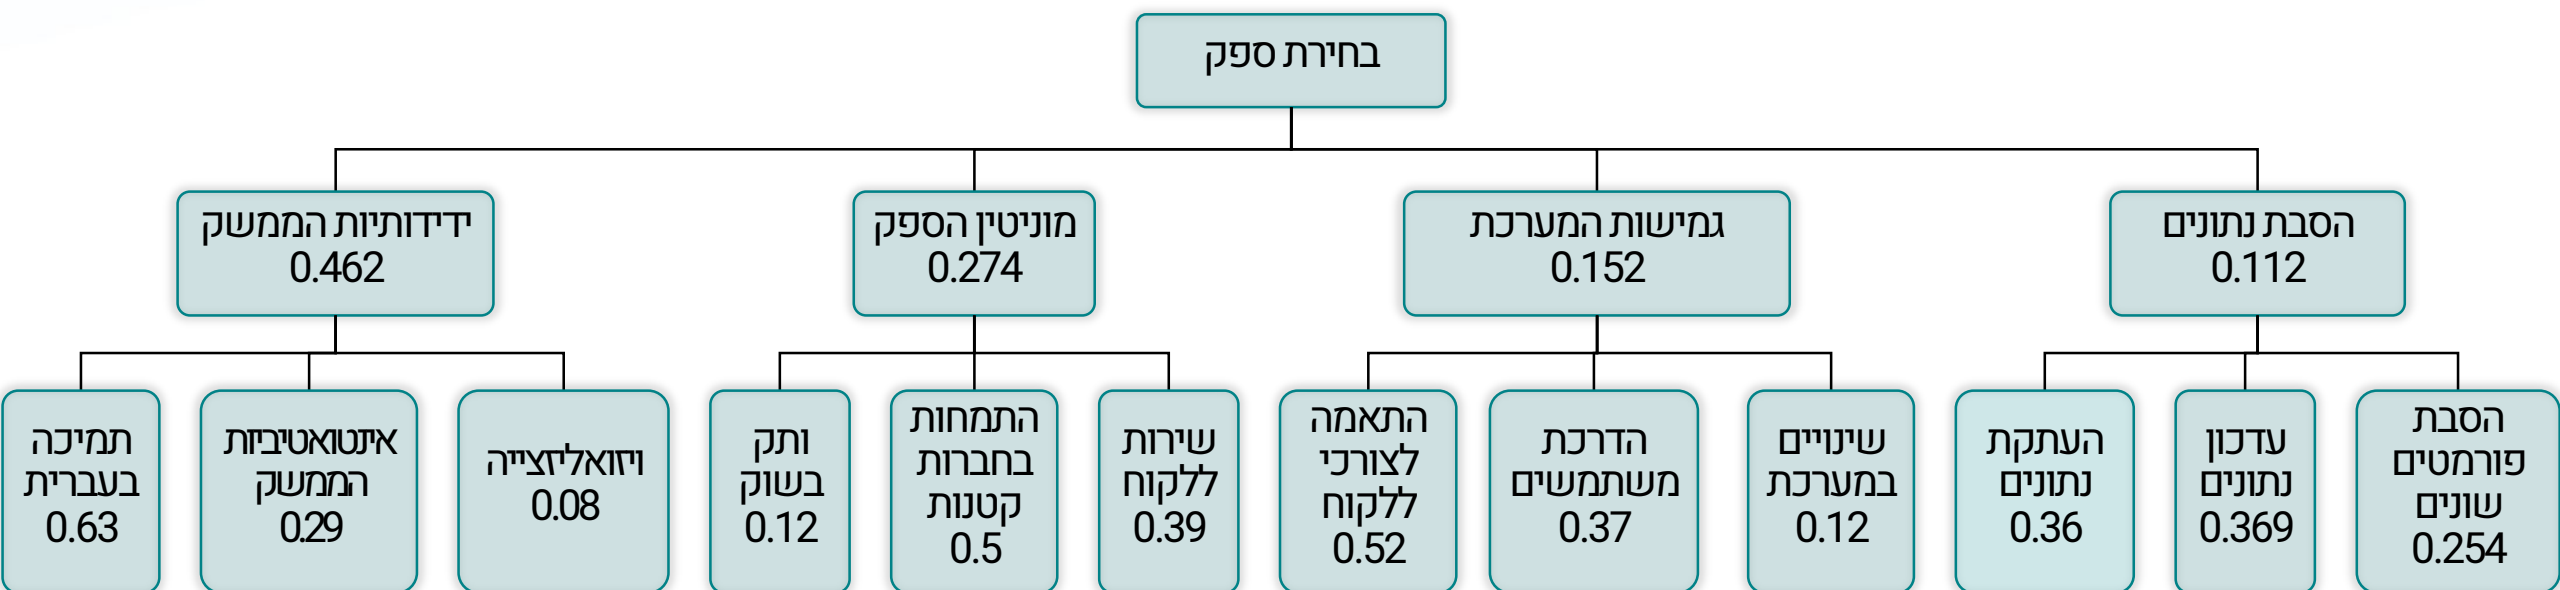 בחירת ספק
הסבת נתונים
0.112
גמישות המערכת
0.152
מוניטין הספק
0.274
ידידותיות הממשק
0.462
הסבת
פורמטים
שונים
0.254
עדכון
נתונים
0.369
העתקת
נתונים
0.36
שינויים
במערכת
0.12
הדרכת
משתמשים
0.37
התאמה
לצורכי
ללקוח
0.52
שירות
ללקוח
0.39
התמחות
בחברות
קטנות
0.5
ותק
בשוק
0.12
ויזואליזצייה
0.08
אינטואטיביות
הממשק
0.29
תמיכה
בעברית
0.63